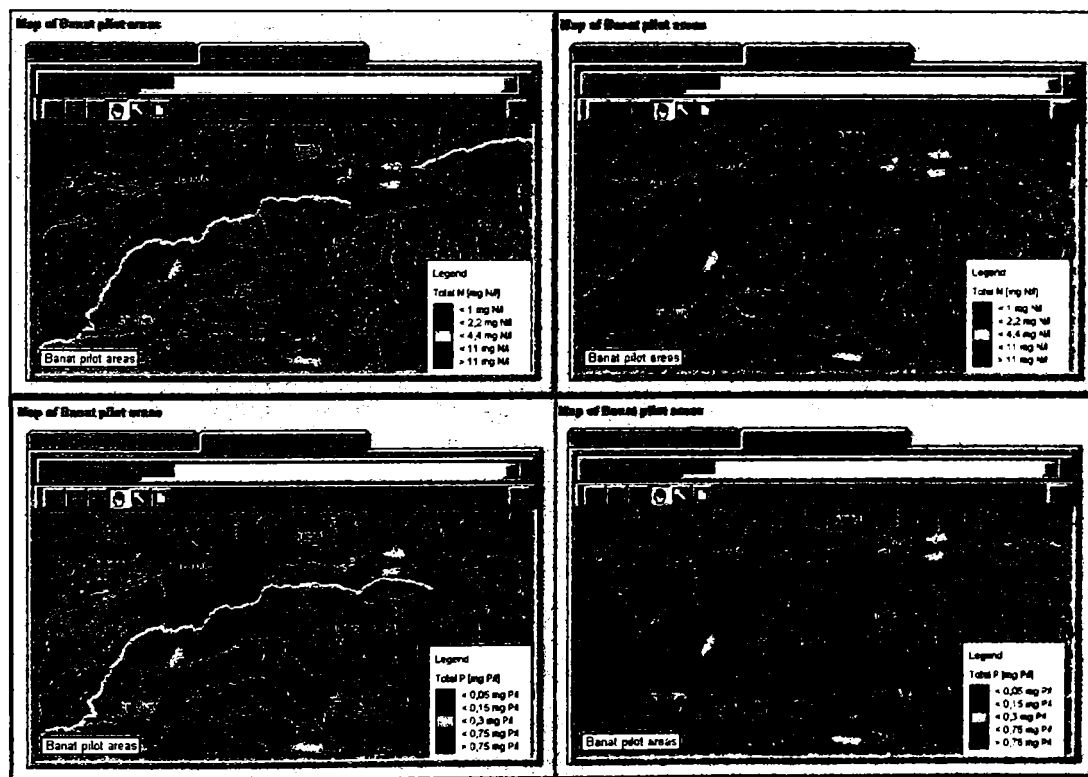 Map of Banat pilot areas
Legend
Total N [mg N/l]
< 1 mg N/l
< 2,2 mg N/l
< 4,4 mg N/l
< 11 mg N/l
> 11 mg N/l
Banat pilot areas
Map of Banat pilot areas
Legend
Total N [mg N/l]
< 1 mg N/l
< 2,2 mg N/l
< 4,4 mg N/l
< 11 mg N/l
> 11 mg N/l
Banat pilot areas
Map of Banat pilot areas
Legend
Total P [mg P/l]
< 0,05 mg P/l
< 0,15 mg P/l
< 0,3 mg P/l
< 0,75 mg P/l
> 0,75 mg P/l
Banat pilot areas
Map of Banat pilot areas
Legend
Total P [mg P/l]
< 0,05 mg P/l
< 0,15 mg P/l
< 0,3 mg P/l
< 0,75 mg P/l
> 0,75 mg P/l
Banat pilot areas